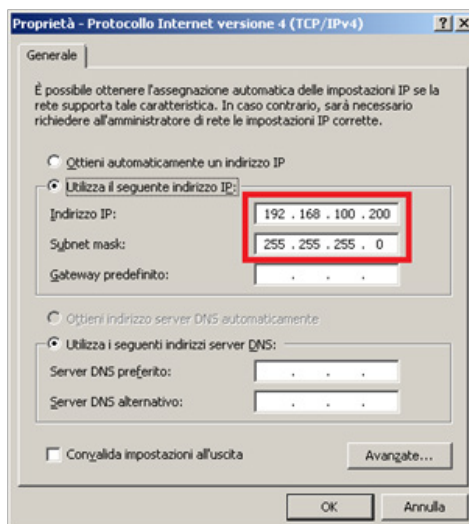 Proprietà - Protocollo Internet versione 4 (TCP/IPv4)
Generale
È possibile ottenere l'assegnazione automatica delle impostazioni IP se la
rete supporta tale caratteristica. In caso contrario, sarà necessario
richiedere all'amministratore di rete le impostazioni IP corrette.
Ottieni automaticamente un indirizzo IP
Utilizza il seguente indirizzo IP:
Indirizzo IP: 192 . 168 . 100 . 200
Subnet mask: 255 . 255 . 255 . 0
Gateway predefinito: . . .
Ottieni indirizzo server DNS automaticamente
Utilizza i seguenti indirizzi server DNS:
Server DNS preferito: . . .
Server DNS alternativo: . . .
Convalida impostazioni all'uscita
Avanzate...
OK Annulla